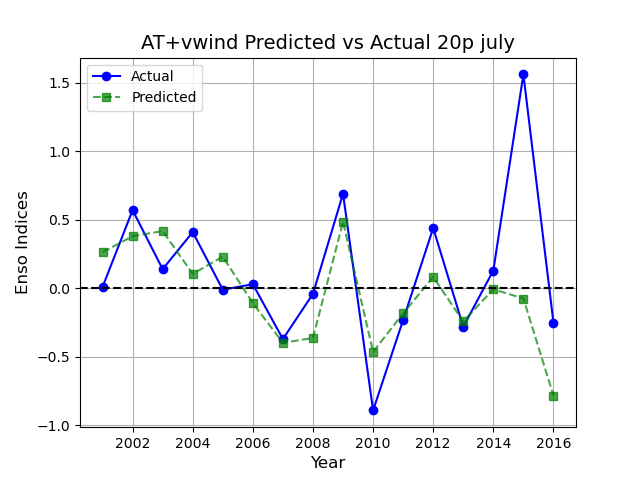 AT+vwind Predicted vs Actual 20p july
Actual
Predicted
1.5
1.0
0.5
0.0
−0.5
−1.0
Enso Indices
2002 2004 2006 2008 2010 2012 2014 2016
Year